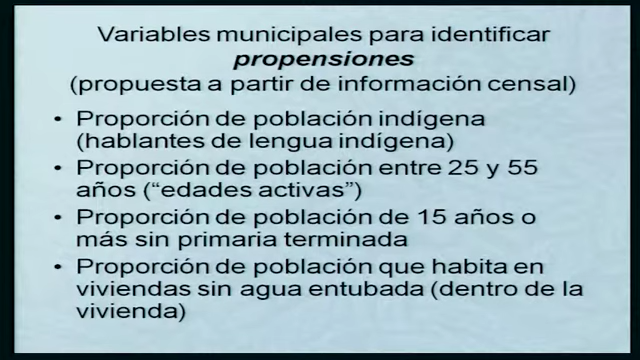 Variables municipales para identificar
propensiones
(propuesta a partir de información censal)
• Proporción de población indígena
(hablantes de lengua indígena)
• Proporción de población entre 25 y 55
años (“edades activas”)
• Proporción de población de 15 años o
más sin primaria terminada
• Proporción de población que habita en
viviendas sin agua entubada (dentro de la
vivienda)